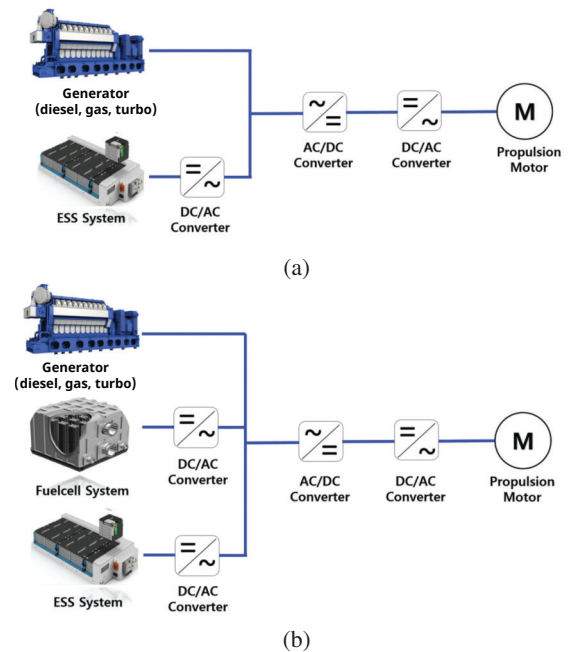 Generator
(diesel, gas, turbo)
ESS System
DC/AC
Converter
AC/DC
Converter
DC/AC
Converter
M
Propulsion
Motor
(a)
Generator
(diesel, gas, turbo)
Fuelcell System
DC/AC
Converter
ESS System
DC/AC
Converter
AC/DC
Converter
DC/AC
Converter
M
Propulsion
Motor
(b)